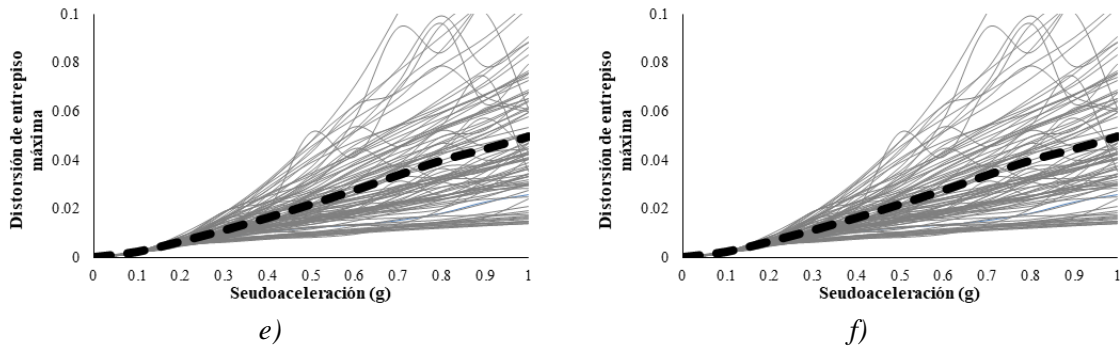 0.1
0.08
0.06
0.04
0.02
0
Distorsión de entrepiso
máxima
0 0.1 0.2 0.3 0.4 0.5 0.6 0.7 0.8 0.9 1
Seudoaceleración (g)
e)
0.1
0.08
0.06
0.04
0.02
0
Distorsión de entrepiso
máxima
0 0.1 0.2 0.3 0.4 0.5 0.6 0.7 0.8 0.9 1
Seudoaceleración (g)
f)